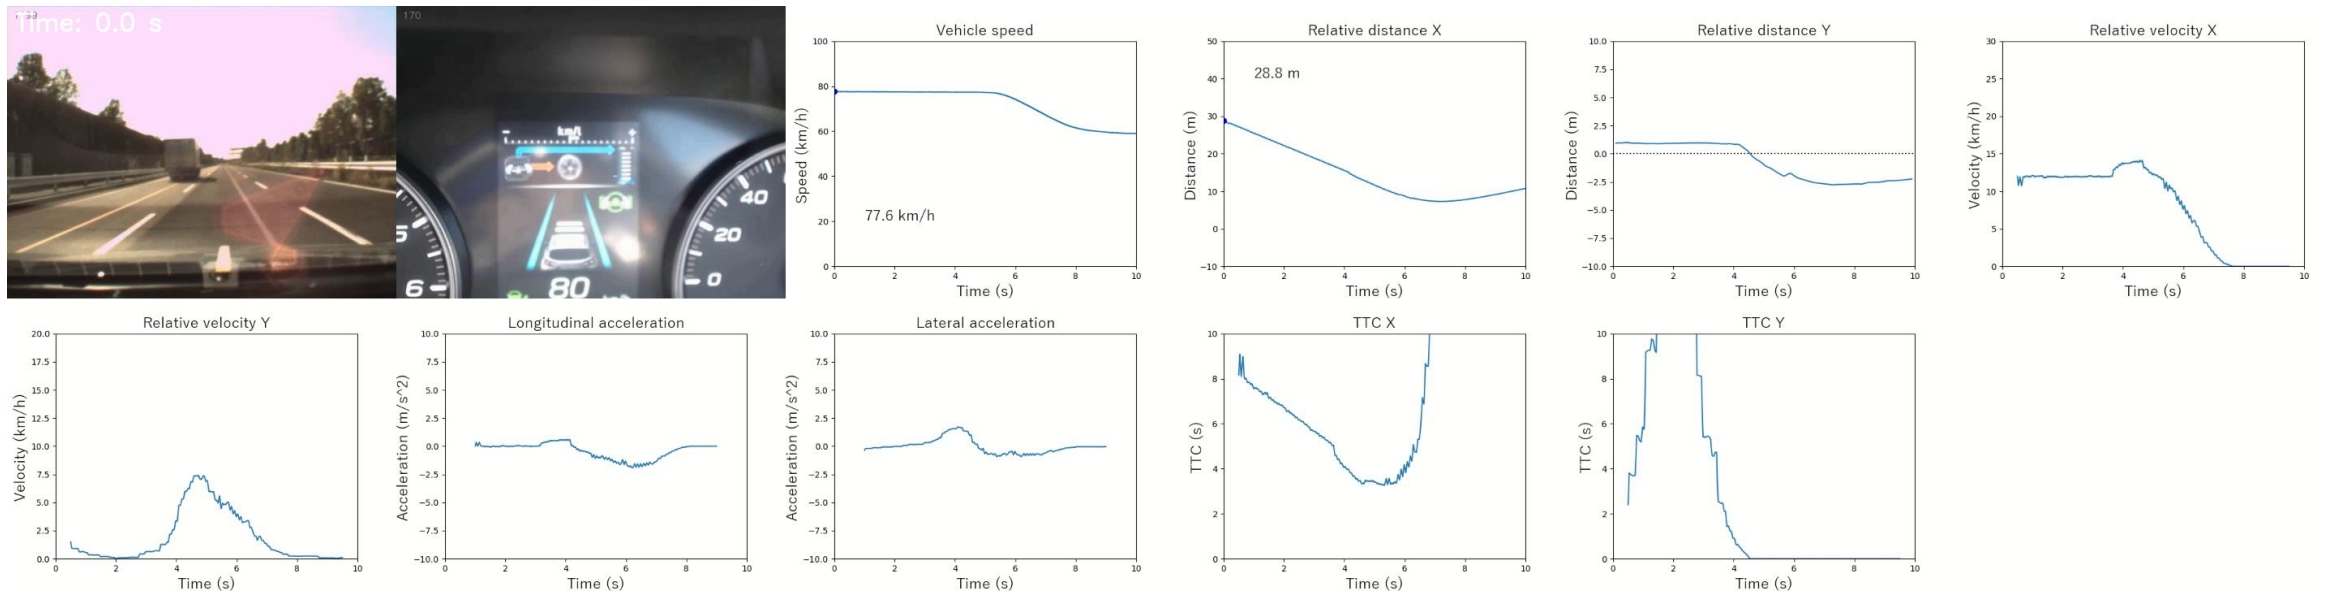 Time: 0.0 s
170
km/l
- +
5
6
80
40
20
0
Vehicle speed
100
80
60
40
20
0
Speed (km/h)
77.6 km/h
0 2 4 6 8 10
Time (s)
Relative distance X
50
40
30
20
10
0
−10
Distance (m)
28.8 m
0 2 4 6 8 10
Time (s)
Relative distance Y
10.0
7.5
5.0
2.5
0.0
−2.5
−5.0
−7.5
−10.0
Distance (m)
0 2 4 6 8 10
Time (s)
Relative velocity X
30
25
20
15
10
5
0
Velocity (km/h)
0 2 4 6 8 10
Time (s)
Relative velocity Y
20.0
17.5
15.0
12.5
10.0
7.5
5.0
2.5
0.0
Velocity (km/h)
0 2 4 6 8 10
Time (s)
Longitudinal acceleration
10.0
7.5
5.0
2.5
0.0
−2.5
−5.0
−7.5
−10.0
Acceleration (m/s^2)
0 2 4 6 8 10
Time (s)
Lateral acceleration
10.0
7.5
5.0
2.5
0.0
−2.5
−5.0
−7.5
−10.0
Acceleration (m/s^2)
0 2 4 6 8 10
Time (s)
TTC X
10
8
6
4
2
0
TTC (s)
0 2 4 6 8 10
Time (s)
TTC Y
10
8
6
4
2
0
TTC (s)
0 2 4 6 8 10
Time (s)